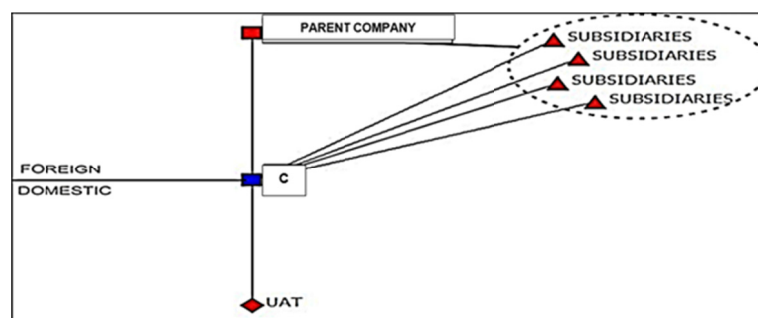 PARENT COMPANY
SUBSIDIARIES
SUBSIDIARIES
SUBSIDIARIES
SUBSIDIARIES
FOREIGN
C
DOMESTIC
UAT